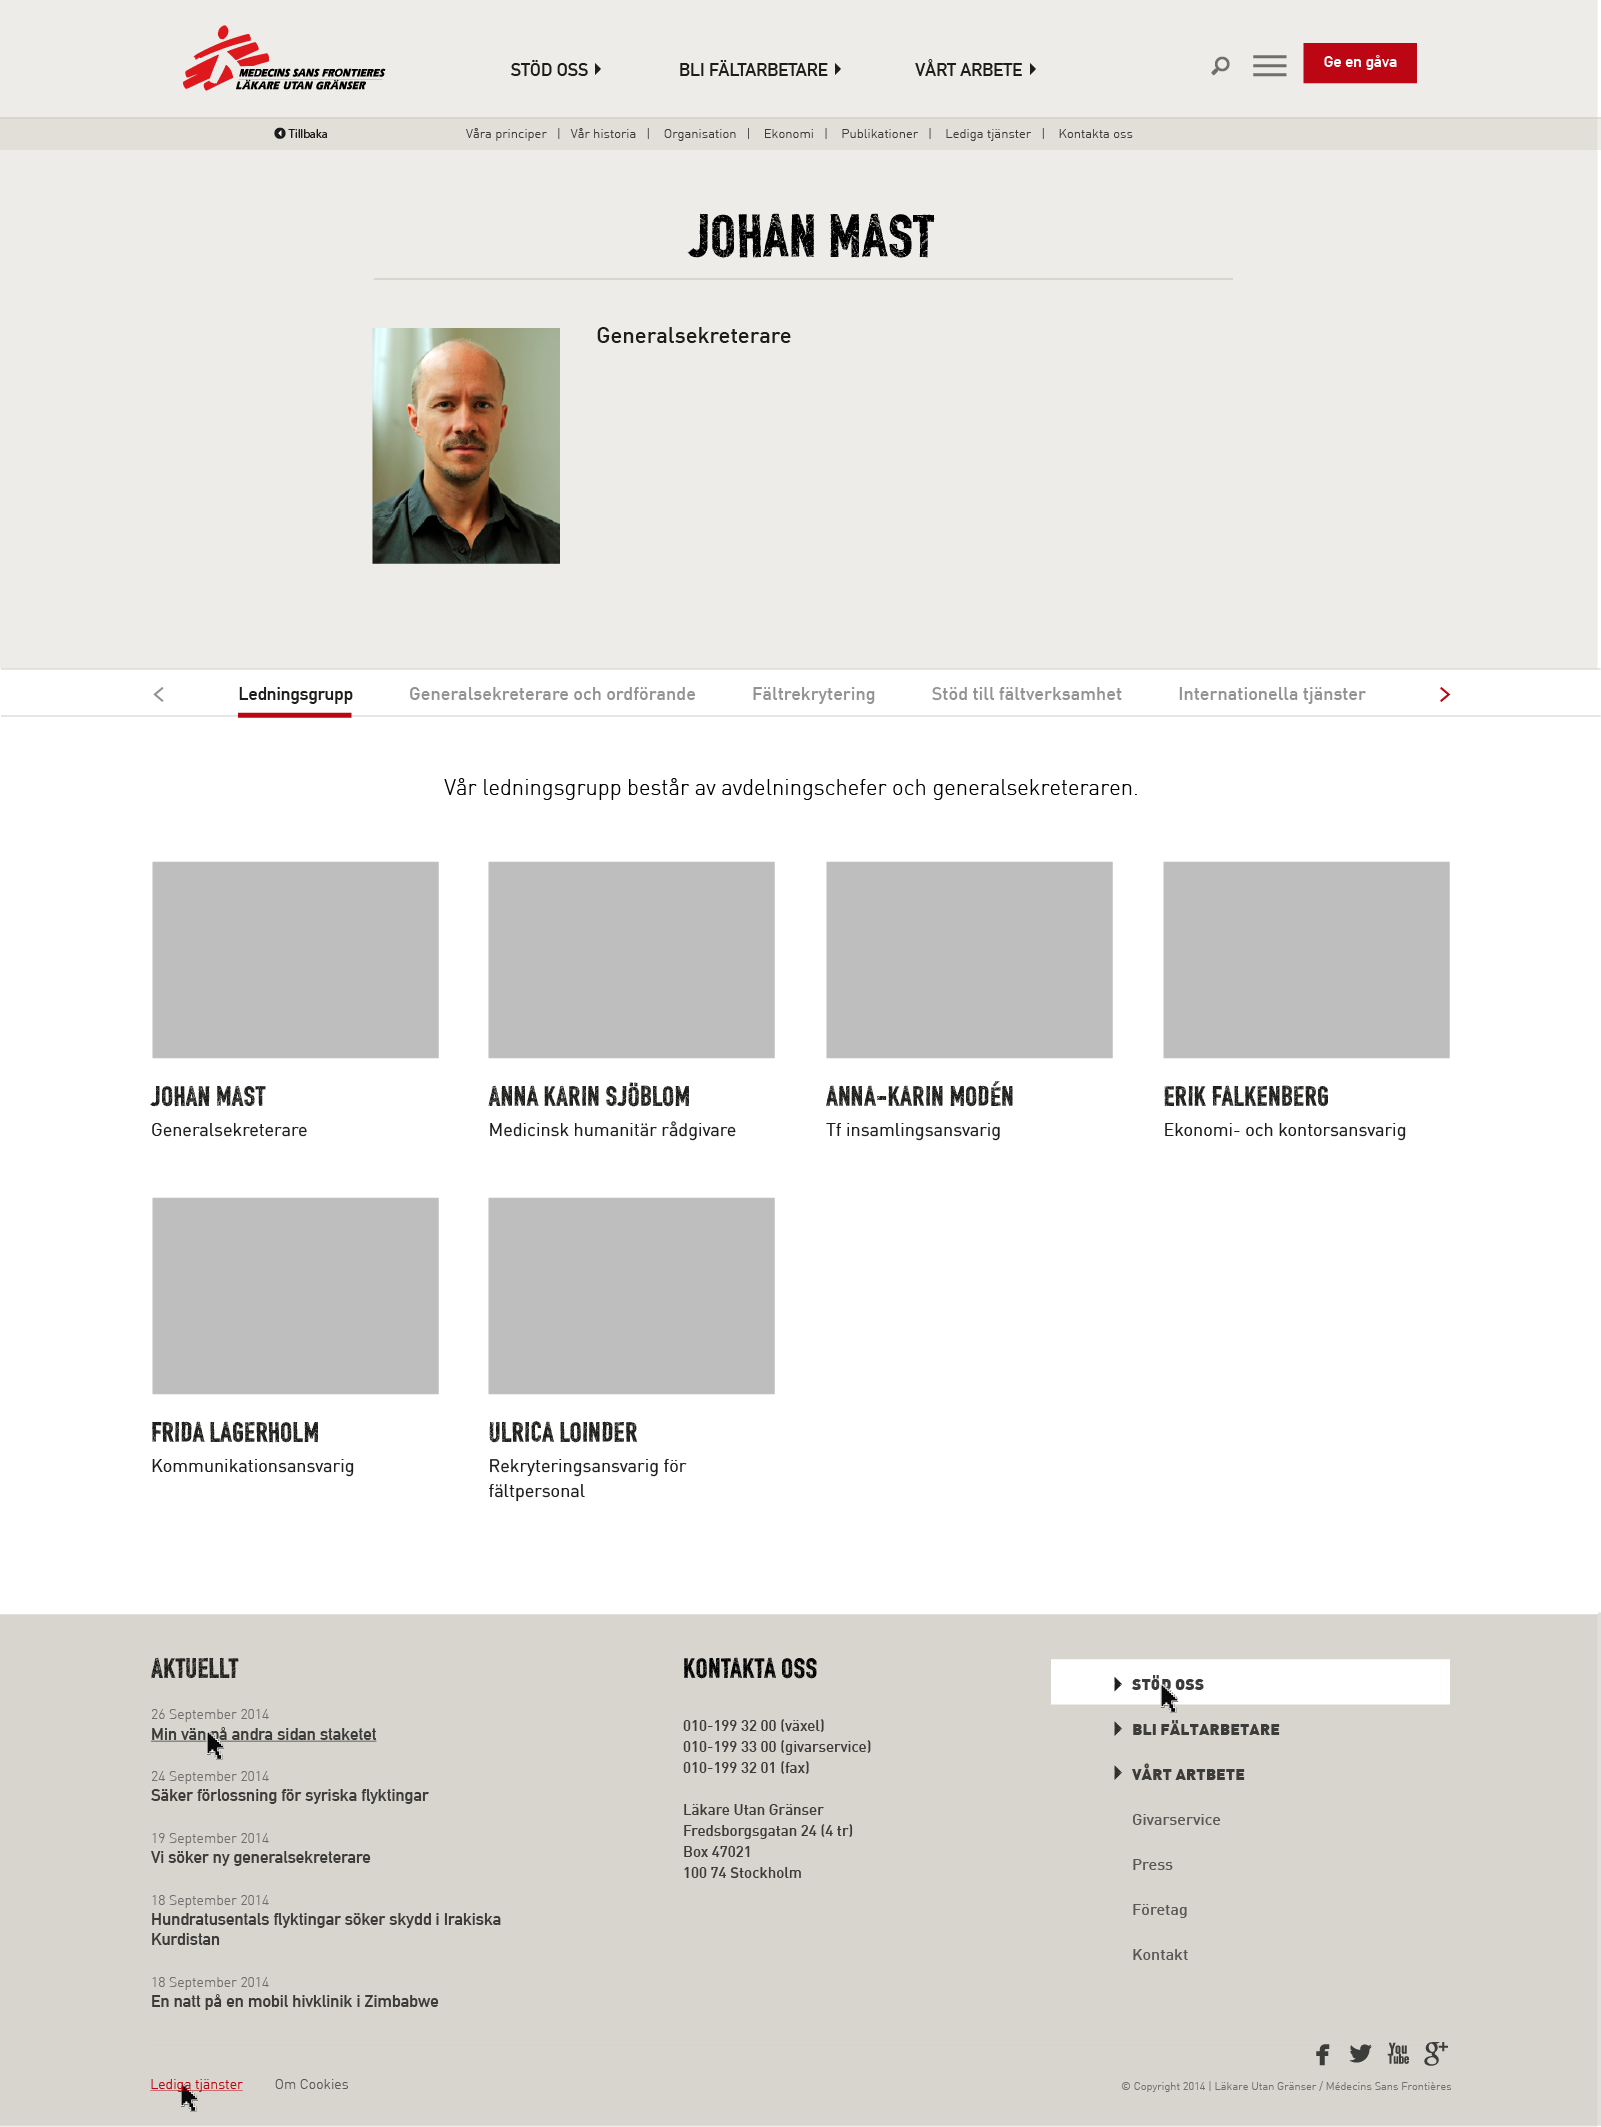 MEDECINS SANS FRONTIERES
LÄKARE UTAN GRÄNSER
STÖD OSS
BLI FÄLTARBETARE
VÅRT ARBETE
Ge en gåva
Tillbaka
Våra principer | Vår historia | Organisation | Ekonomi | Publikationer | Lediga tjänster | Kontakta oss
JOHAN MAST
Generalsekreterare
Ledningsgrupp
Generalsekreterare och ordförande
Fältrekrytering
Stöd till fältverksamhet
Internationella tjänster
Vår ledningsgrupp består av avdelningschefer och generalsekreteraren.
JOHAN MAST
Generalsekreterare
ANNA KARIN SJÖBLOM
Medicinsk humanitär rådgivare
ANNA-KARIN MODÉN
Tf insamlingsansvarig
ERIK FALKENBERG
Ekonomi- och kontorsansvarig
FRIDA LAGERHOLM
Kommunikationsansvarig
ULRICA LOINDER
Rekryteringsansvarig för
fältpersonal
AKTUELLT
26 September 2014
Min vän på andra sidan staketet
24 September 2014
Säker förlossning för syriska flyktingar
19 September 2014
Vi söker ny generalsekreterare
18 September 2014
Hundratusentals flyktingar söker skydd i Irakiska
Kurdistan
18 September 2014
En natt på en mobil hivklinik i Zimbabwe
KONTAKTA OSS
010-199 32 00 (växel)
010-199 33 00 (givarservice)
010-199 32 01 (fax)
Läkare Utan Gränser
Fredsborgsgatan 24 (4 tr)
Box 47021
100 74 Stockholm
STÖD OSS
BLI FÄLTARBETARE
VÅRT ARTBETE
Givarservice
Press
Företag
Kontakt
You
Tube
g+
Lediga tjänster
Om Cookies
© Copyright 2014 | Läkare Utan Gränser / Médecins Sans Frontières